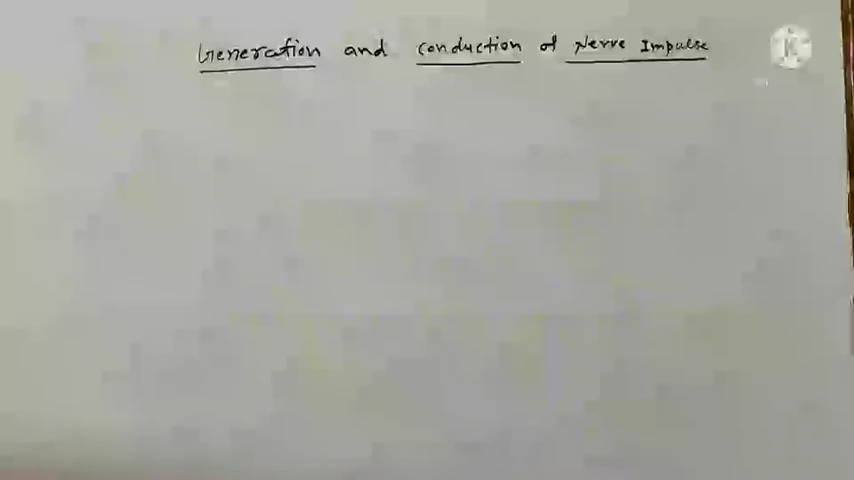 Generation and conduction of Nerve Impulse
K